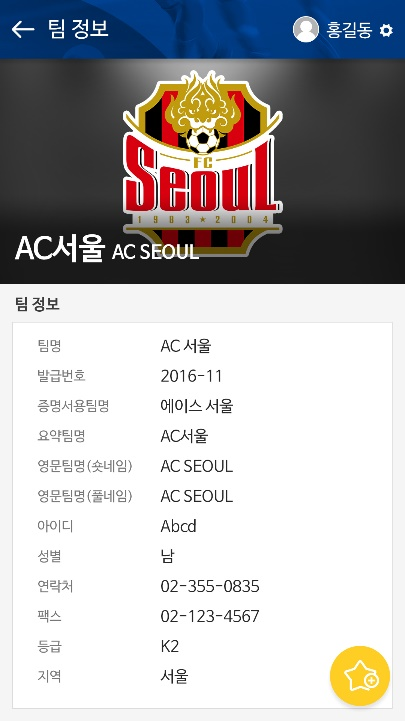 팀 정보
홍길동
FC
Seoul
1983 ★ 2004
AC서울 AC SEOUL
팀 정보
팀명 AC 서울
발급번호 2016-11
증명서용팀명 에이스 서울
요약팀명 AC서울
영문팀명(숏네임) AC SEOUL
영문팀명(풀네임) AC SEOUL
아이디 Abcd
성별 남
연락처 02-355-0835
팩스 02-123-4567
등급 K2
지역 서울